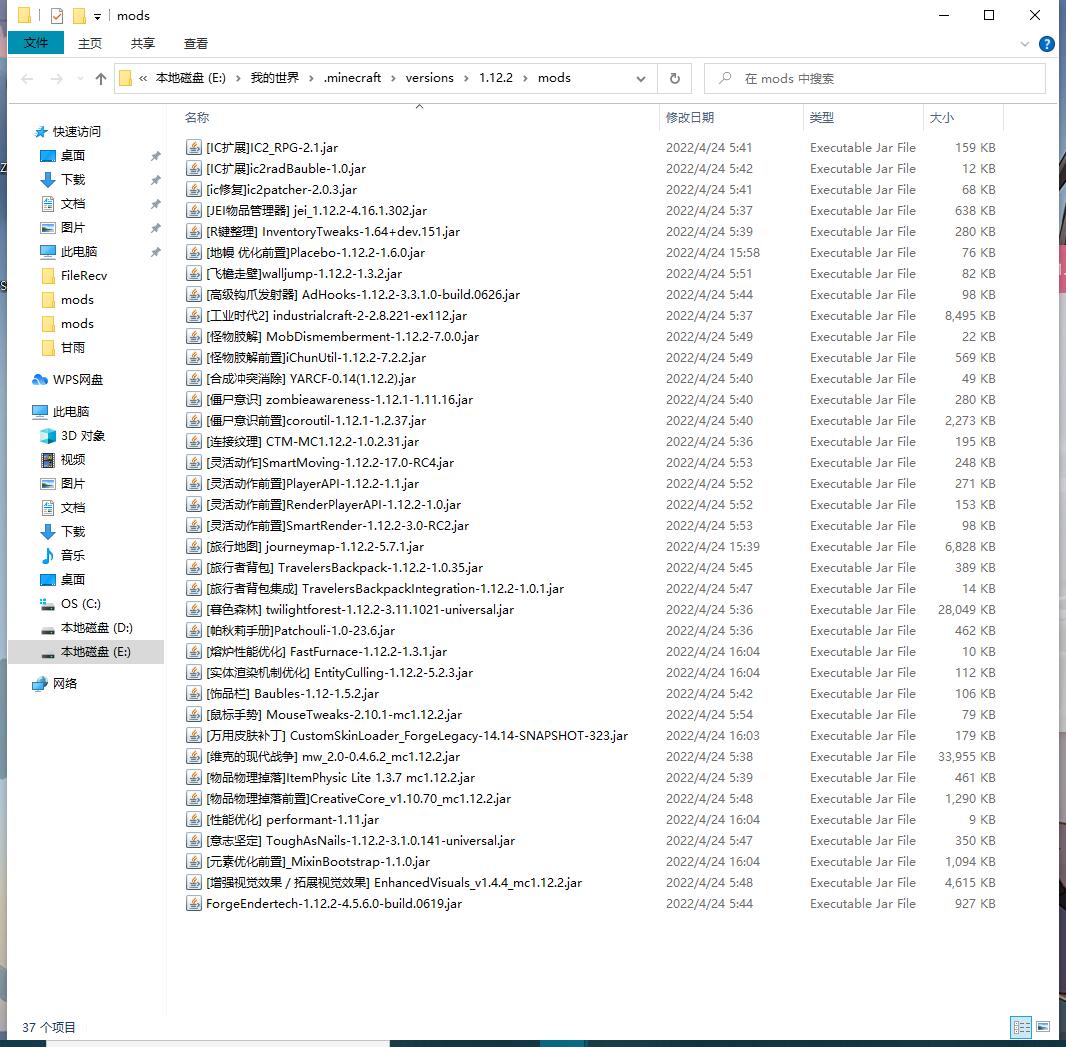 mods
文件 主页 共享 查看
« 本地磁盘 (E:) › 我的世界 › .minecraft › versions › 1.12.2 › mods
在 mods 中搜索
名称 修改日期 类型 大小
快速访问
桌面
下载
文档
图片
此电脑
FileRecv
mods
mods
甘雨
WPS网盘
此电脑
3D 对象
视频
图片
文档
下载
音乐
桌面
OS (C:)
本地磁盘 (D:)
本地磁盘 (E:)
网络
[IC扩展]IC2_RPG-2.1.jar 2022/4/24 5:41 Executable Jar File 159 KB
[IC扩展]ic2radBauble-1.0.jar 2022/4/24 5:42 Executable Jar File 12 KB
[ic修复]ic2patcher-2.0.3.jar 2022/4/24 5:41 Executable Jar File 68 KB
[JEI物品管理器] jei_1.12.2-4.16.1.302.jar 2022/4/24 5:37 Executable Jar File 638 KB
[R键整理] InventoryTweaks-1.64+dev.151.jar 2022/4/24 5:39 Executable Jar File 280 KB
[地幔 优化前置]Placebo-1.12.2-1.6.0.jar 2022/4/24 15:58 Executable Jar File 76 KB
[飞檐走壁]walljump-1.12.2-1.3.2.jar 2022/4/24 5:51 Executable Jar File 82 KB
[高级钩爪发射器] AdHooks-1.12.2-3.3.1.0-build.0626.jar 2022/4/24 5:44 Executable Jar File 98 KB
[工业时代2] industrialcraft-2-2.8.221-ex112.jar 2022/4/24 5:37 Executable Jar File 8,495 KB
[怪物肢解] MobDismemberment-1.12.2-7.0.0.jar 2022/4/24 5:49 Executable Jar File 22 KB
[怪物肢解前置]iChunUtil-1.12.2-7.2.2.jar 2022/4/24 5:49 Executable Jar File 569 KB
[合成冲突消除] YARCF-0.14(1.12.2).jar 2022/4/24 5:40 Executable Jar File 49 KB
[僵尸意识] zombieawareness-1.12.1-1.11.16.jar 2022/4/24 5:40 Executable Jar File 280 KB
[僵尸意识前置]coroutil-1.12.1-1.2.37.jar 2022/4/24 5:40 Executable Jar File 2,273 KB
[连接纹理] CTM-MC1.12.2-1.0.2.31.jar 2022/4/24 5:36 Executable Jar File 195 KB
[灵活动作]SmartMoving-1.12.2-17.0-RC4.jar 2022/4/24 5:53 Executable Jar File 248 KB
[灵活动作前置]PlayerAPI-1.12.2-1.1.jar 2022/4/24 5:52 Executable Jar File 271 KB
[灵活动作前置]RenderPlayerAPI-1.12.2-1.0.jar 2022/4/24 5:52 Executable Jar File 153 KB
[灵活动作前置]SmartRender-1.12.2-3.0-RC2.jar 2022/4/24 5:53 Executable Jar File 98 KB
[旅行地图] journeymap-1.12.2-5.7.1.jar 2022/4/24 15:39 Executable Jar File 6,828 KB
[旅行者背包] TravelersBackpack-1.12.2-1.0.35.jar 2022/4/24 5:45 Executable Jar File 389 KB
[旅行者背包集成] TravelersBackpackIntegration-1.12.2-1.0.1.jar 2022/4/24 5:47 Executable Jar File 14 KB
[暮色森林] twilightforest-1.12.2-3.11.1021-universal.jar 2022/4/24 5:36 Executable Jar File 28,049 KB
[帕秋莉手册]Patchouli-1.0-23.6.jar 2022/4/24 5:36 Executable Jar File 462 KB
[熔炉性能优化] FastFurnace-1.12.2-1.3.1.jar 2022/4/24 16:04 Executable Jar File 10 KB
[实体渲染机制优化] EntityCulling-1.12.2-5.2.3.jar 2022/4/24 16:04 Executable Jar File 112 KB
[饰品栏] Baubles-1.12-1.5.2.jar 2022/4/24 5:42 Executable Jar File 106 KB
[鼠标手势] MouseTweaks-2.10.1-mc1.12.2.jar 2022/4/24 5:54 Executable Jar File 79 KB
[万用皮肤补丁] CustomSkinLoader_ForgeLegacy-14.14-SNAPSHOT-323.jar 2022/4/24 16:03 Executable Jar File 179 KB
[维克的现代战争] mw_2.0-0.4.6.2_mc1.12.2.jar 2022/4/24 5:38 Executable Jar File 33,955 KB
[物品物理掉落]ItemPhysic Lite 1.3.7 mc1.12.2.jar 2022/4/24 5:39 Executable Jar File 461 KB
[物品物理掉落前置]CreativeCore_v1.10.70_mc1.12.2.jar 2022/4/24 5:48 Executable Jar File 1,290 KB
[性能优化] performant-1.11.jar 2022/4/24 16:04 Executable Jar File 9 KB
[意志坚定] ToughAsNails-1.12.2-3.1.0.141-universal.jar 2022/4/24 5:47 Executable Jar File 350 KB
[元素优化前置]_MixinBootstrap-1.1.0.jar 2022/4/24 16:04 Executable Jar File 1,094 KB
[增强视觉效果 / 拓展视觉效果] EnhancedVisuals_v1.4.4_mc1.12.2.jar 2022/4/24 5:48 Executable Jar File 4,615 KB
ForgeEndertech-1.12.2-4.5.6.0-build.0619.jar 2022/4/24 5:44 Executable Jar File 927 KB
37 个项目